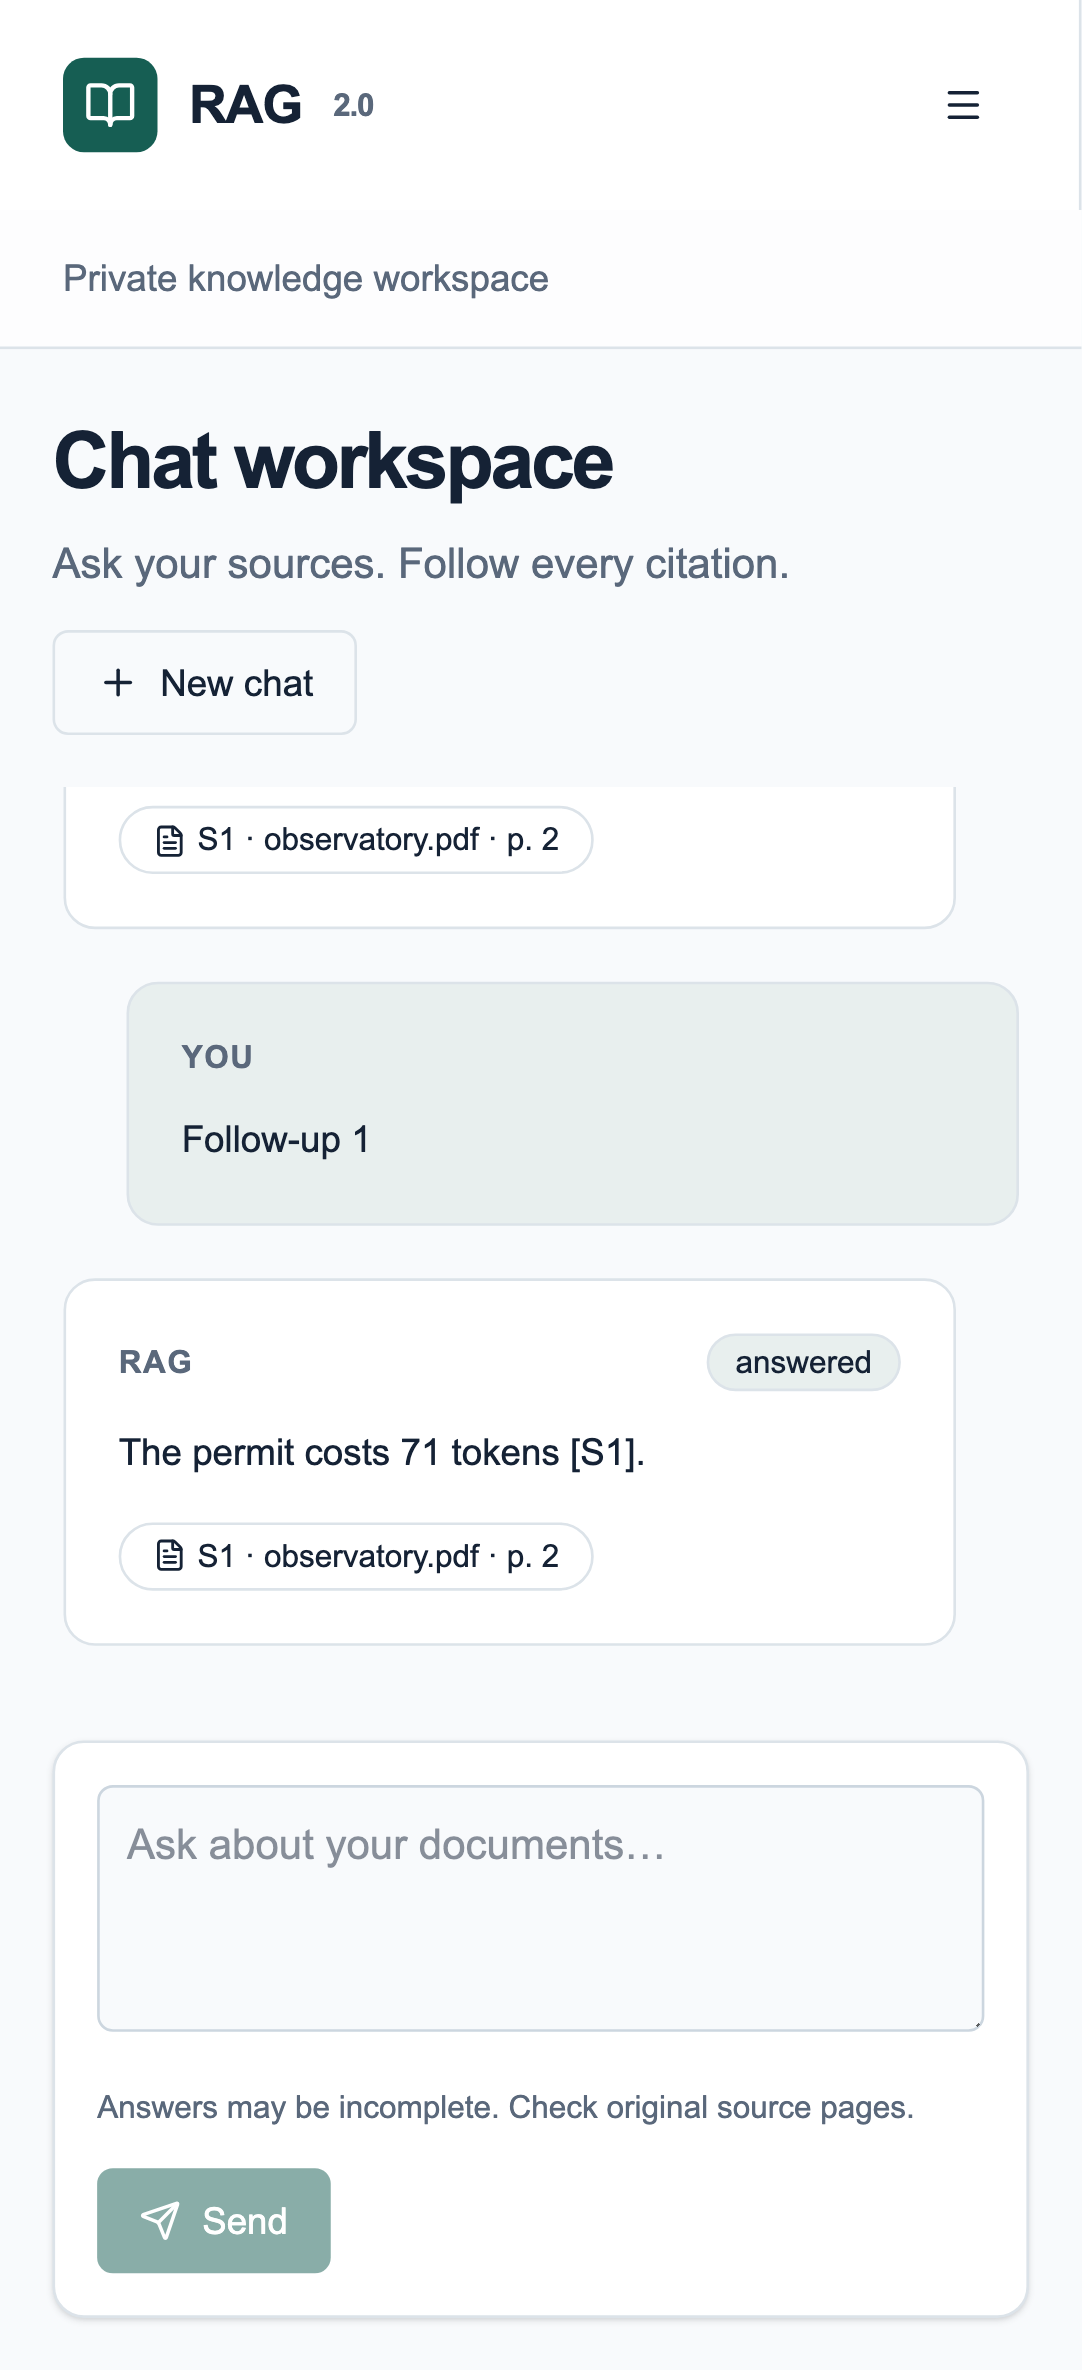 RAG 2.0
Private knowledge workspace
Chat workspace
Ask your sources. Follow every citation.
New chat
S1 · observatory.pdf · p. 2
YOU
Follow-up 1
RAG
answered
The permit costs 71 tokens [S1].
S1 · observatory.pdf · p. 2
Ask about your documents…
Answers may be incomplete. Check original source pages.
Send